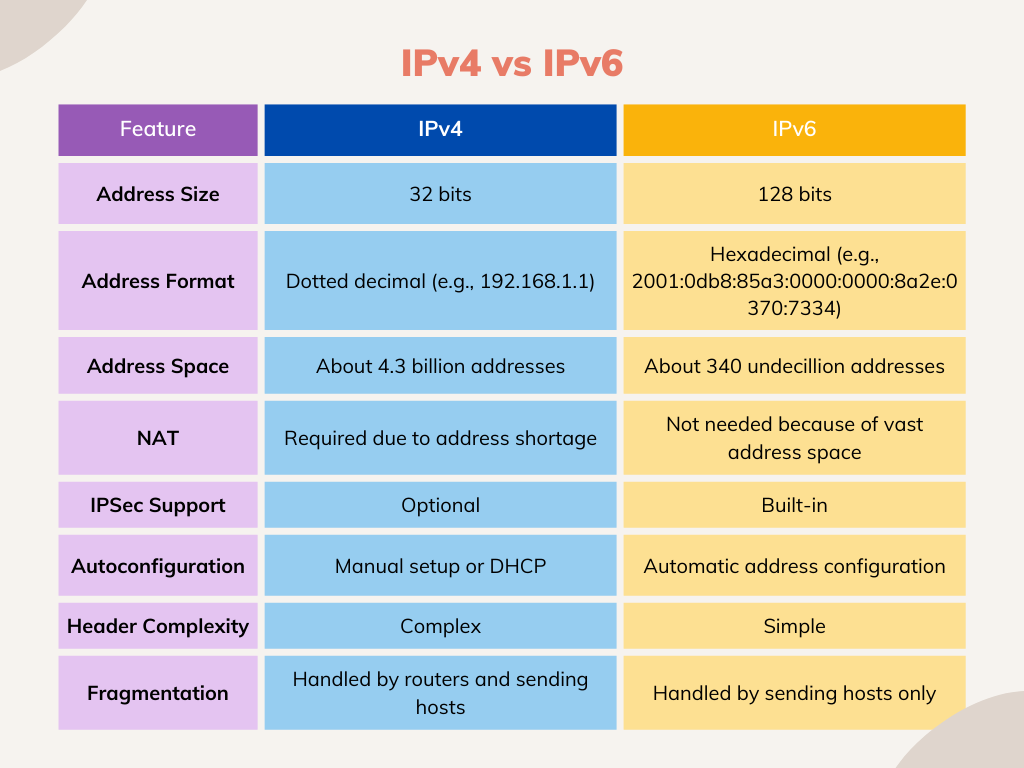 IPv4 vs IPv6
Feature
IPv4
IPv6
Address Size
32 bits
128 bits
Address Format
Dotted decimal (e.g., 192.168.1.1)
Hexadecimal (e.g.,
2001:0db8:85a3:0000:0000:8a2e:0
370:7334)
Address Space
About 4.3 billion addresses
About 340 undecillion addresses
NAT
Required due to address shortage
Not needed because of vast
address space
IPSec Support
Optional
Built-in
Autoconfiguration
Manual setup or DHCP
Automatic address configuration
Header Complexity
Complex
Simple
Fragmentation
Handled by routers and sending
hosts
Handled by sending hosts only